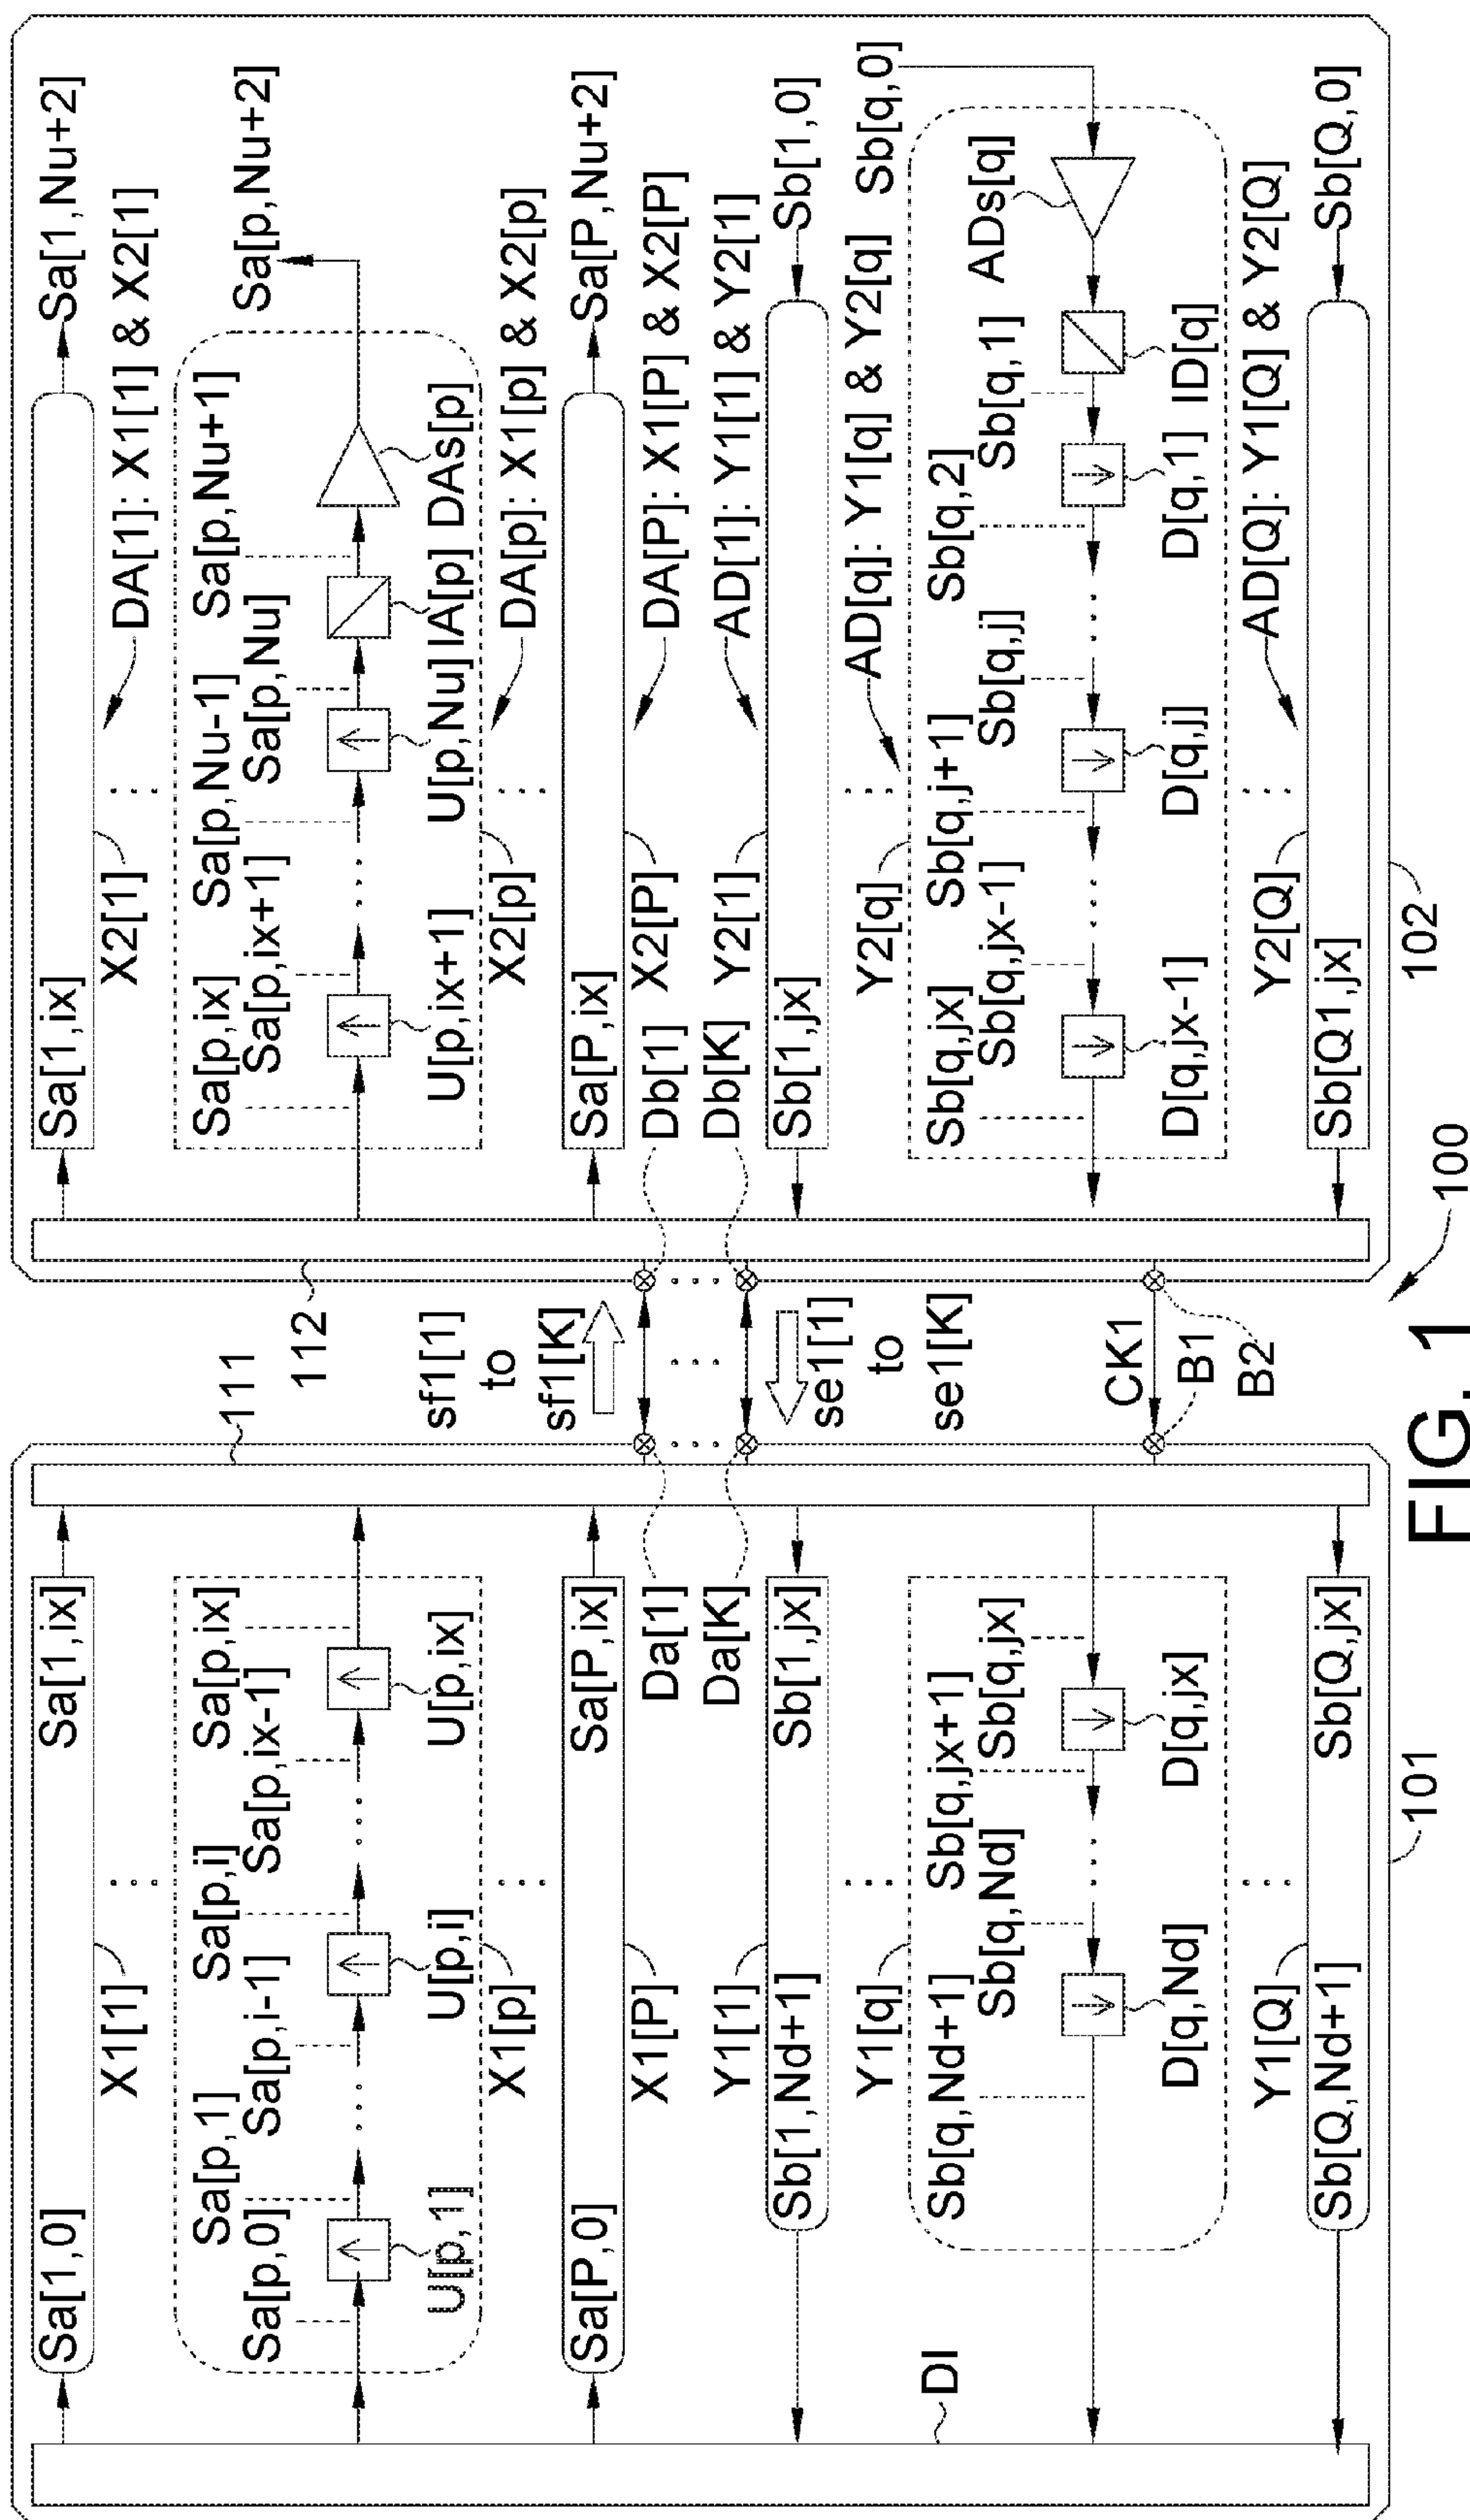 Sa[1,0]
Sa[1,ix]
X1[1]
Sa[p,1]
Sa[p,0]
Sa[p,i]
Sa[p,i-1]
Sa[p,ix]
Sa[p,ix-1]
U[p,1]
U[p,i]
U[p,ix]
X1[p]
Sa[P,0]
Sa[P,ix]
X1[P]
Da[1]
Da[K]
Y1[1]
Sb[1,Nd+1]
Sb[1,jx]
Y1[q]
DI
Sb[q,Nd+1]
Sb[q,Nd]
Sb[q,jx+1]
Sb[q,jx]
D[q,Nd]
D[q,jx]
Y1[Q]
Sb[Q,Nd+1]
Sb[Q,jx]
101
111
112
sf1[1]
to
sf1[K]
se1[1]
to
se1[K]
CK1
B1
B2
Sa[1,ix]
Sa[1,Nu+2]
X2[1]
DA[1]: X1[1] & X2[1]
Sa[p,ix]
Sa[p,ix+1]
Sa[p,Nu-1]
Sa[p,Nu]
Sa[p,Nu+1]
Sa[p,Nu+2]
U[p,ix+1]
U[p,Nu]
IA[p]
DAs[p]
X2[p]
DA[p]: X1[p] & X2[p]
Sa[P,ix]
Sa[P,Nu+2]
Db[1]
X2[P]
DA[P]: X1[P] & X2[P]
Db[K]
Y2[1]
AD[1]: Y1[1] & Y2[1]
Sb[1,jx]
Sb[1,0]
Y2[q]
AD[q]: Y1[q] & Y2[q]
Sb[q,0]
Sb[q,jx]
Sb[q,jx-1]
Sb[q,j+1]
Sb[q,j]
Sb[q,2]
Sb[q,1]
ADs[q]
D[q,jx-1]
D[q,j]
D[q,1]
ID[q]
Y2[Q]
AD[Q]: Y1[Q] & Y2[Q]
Sb[Q1,jx]
Sb[Q,0]
102
100
FIG. 1